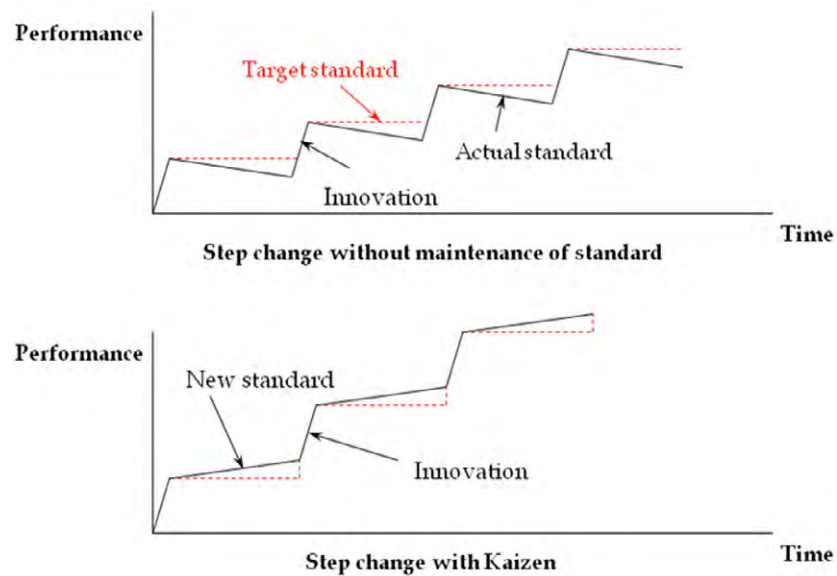 Performance
Target standard
Actual standard
Innovation
Time
Step change without maintenance of standard
Performance
New standard
Innovation
Time
Step change with Kaizen